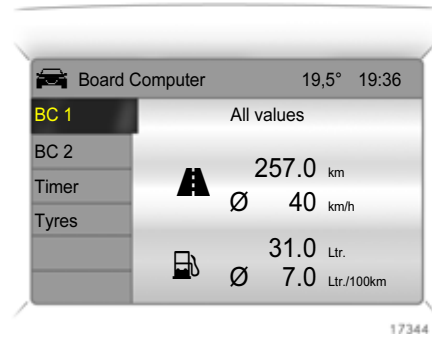 Board Computer 19,5° 19:36
BC 1
All values
BC 2
Timer
Tyres
257.0 km
Ø 40 km/h
31.0 Ltr.
Ø 7.0 Ltr./100km
17344